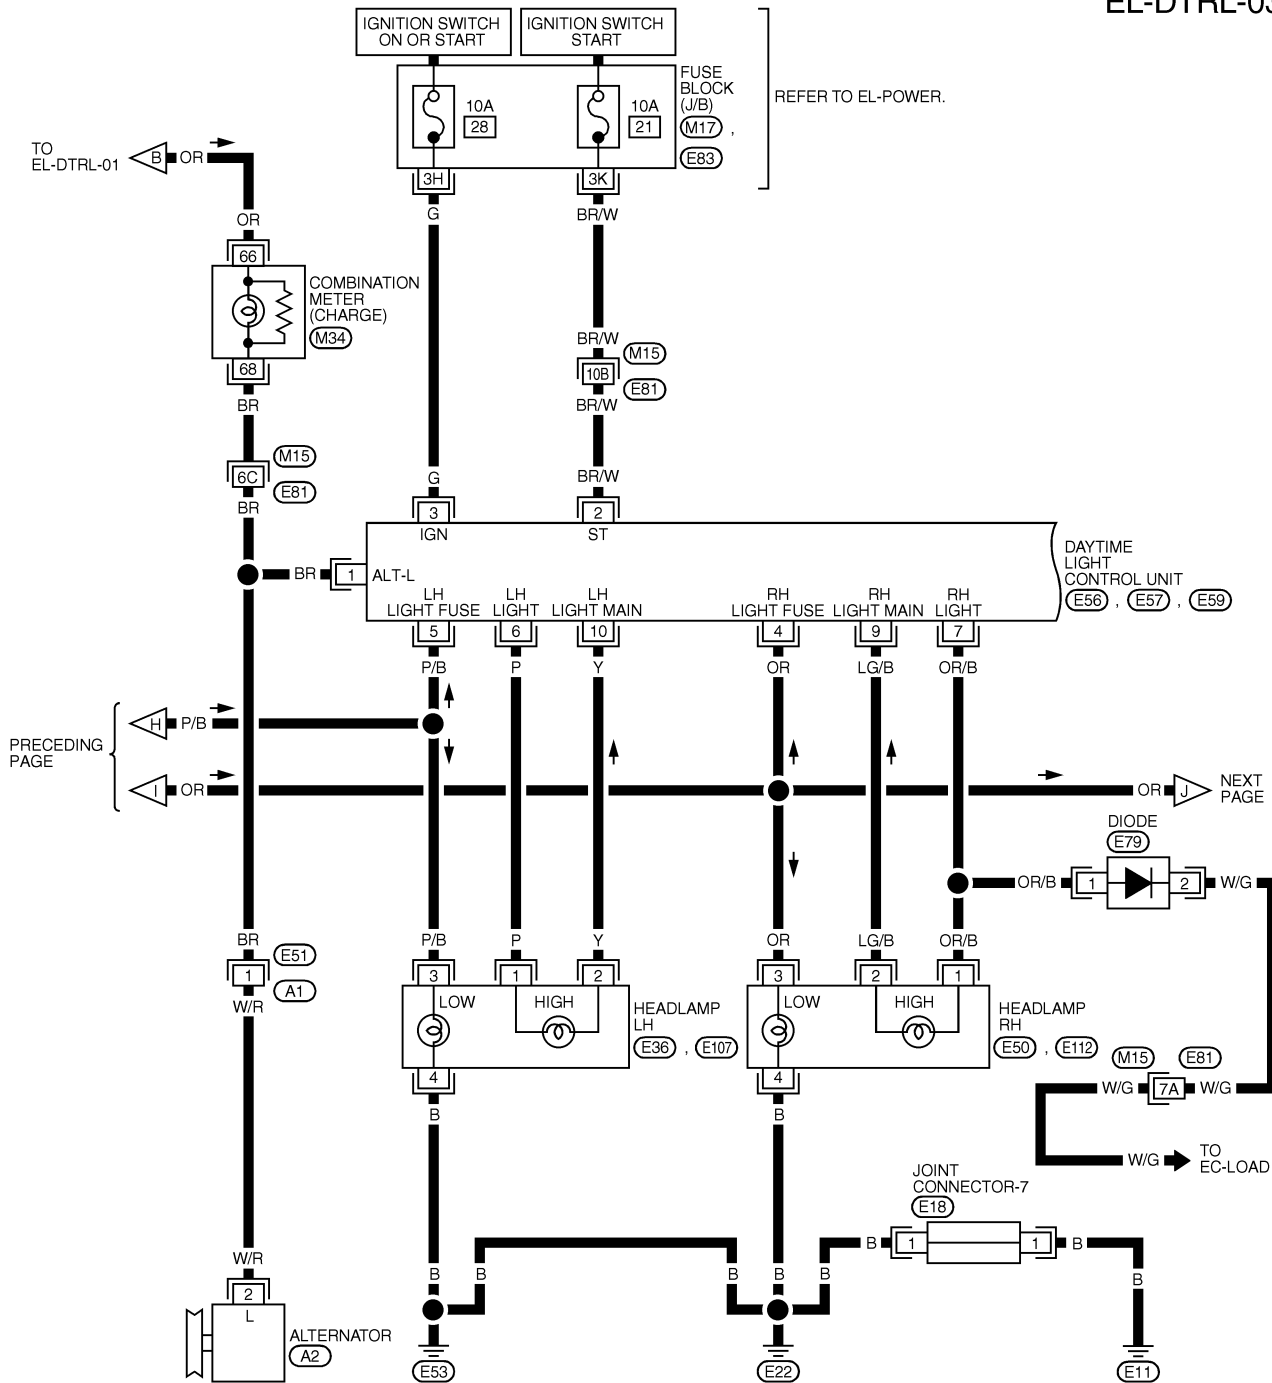 EL-DTRL-03
IGNITION SWITCH
ON OR START
IGNITION SWITCH
START
FUSE
BLOCK
(J/B)
M17 ,
E83
REFER TO EL-POWER.
10A
28
10A
21
3H
3K
G
BR/W
TO
EL-DTRL-01
B
OR
OR
66
COMBINATION
METER
(CHARGE)
M34
68
BR
M15
6C
E81
BR
BR/W
M15
10B
E81
BR/W
G
BR/W
3
2
IGN
ST
BR
1
ALT-L
DAYTIME
LIGHT
CONTROL UNIT
E56 , E57 , E59
LH
LIGHT FUSE
LH
LIGHT
LH
LIGHT MAIN
RH
LIGHT FUSE
RH
LIGHT MAIN
RH
LIGHT
5
6
10
4
9
7
P/B
P
Y
OR
LG/B
OR/B
PRECEDING
PAGE
H
P/B
I
OR
OR
J
NEXT
PAGE
DIODE
E79
OR/B
1
2
W/G
BR
P/B
P
Y
OR
LG/B
OR/B
E51
1
A1
W/R
3
1
2
3
2
1
LOW
HIGH
HEADLAMP
LH
E36 , E107
LOW
HIGH
HEADLAMP
RH
E50 , E112
4
4
B
B
M15
E81
W/G
7A
W/G
W/G
TO
EC-LOAD
JOINT
CONNECTOR-7
E18
B
1
1
B
W/R
B
B
B
B
B
B
2
L
ALTERNATOR
A2
E53
E22
E11